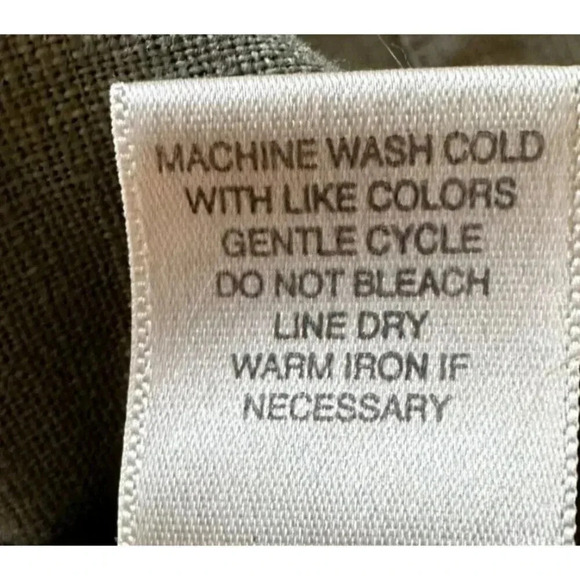 MACHINE WASH COLD
WITH LIKE COLORS
GENTLE CYCLE
DO NOT BLEACH
LINE DRY
WARM IRON IF
NECESSARY